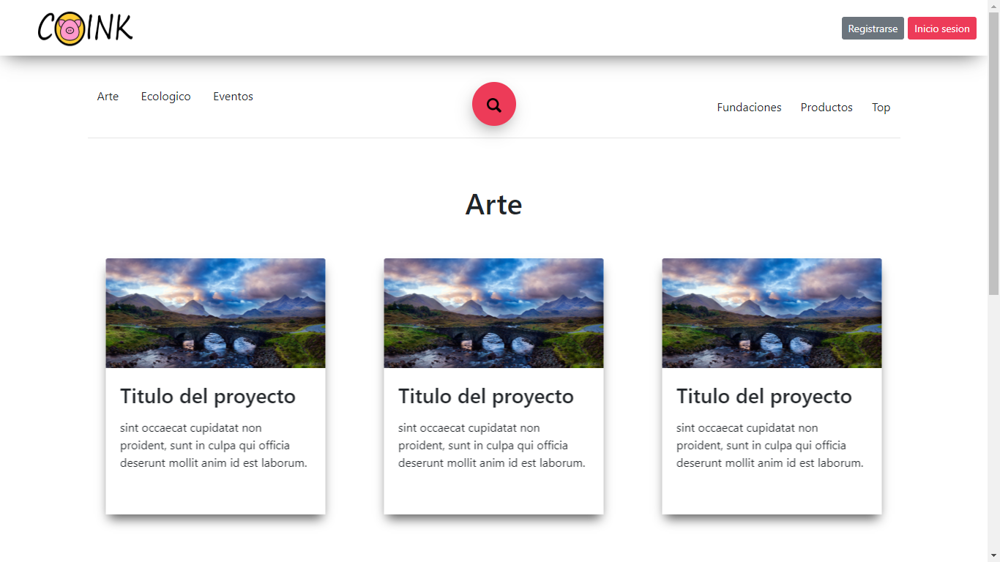 COINK
Registrarse Inicio sesion
Arte Ecologico Eventos
Fundaciones Productos Top
Arte
Titulo del proyecto
sint occaecat cupidatat non
proident, sunt in culpa qui officia
deserunt mollit anim id est laborum.
Titulo del proyecto
sint occaecat cupidatat non
proident, sunt in culpa qui officia
deserunt mollit anim id est laborum.
Titulo del proyecto
sint occaecat cupidatat non
proident, sunt in culpa qui officia
deserunt mollit anim id est laborum.